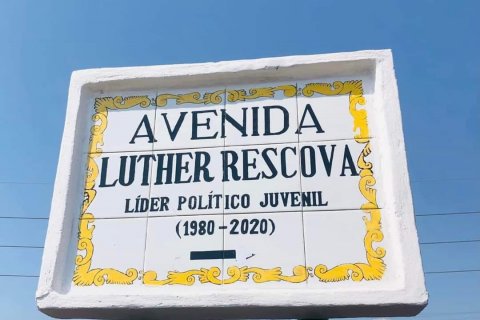 AVENIDA
LUTHER RESCOVA
LÍDER POLÍTICO JUVENIL
(1980-2020)